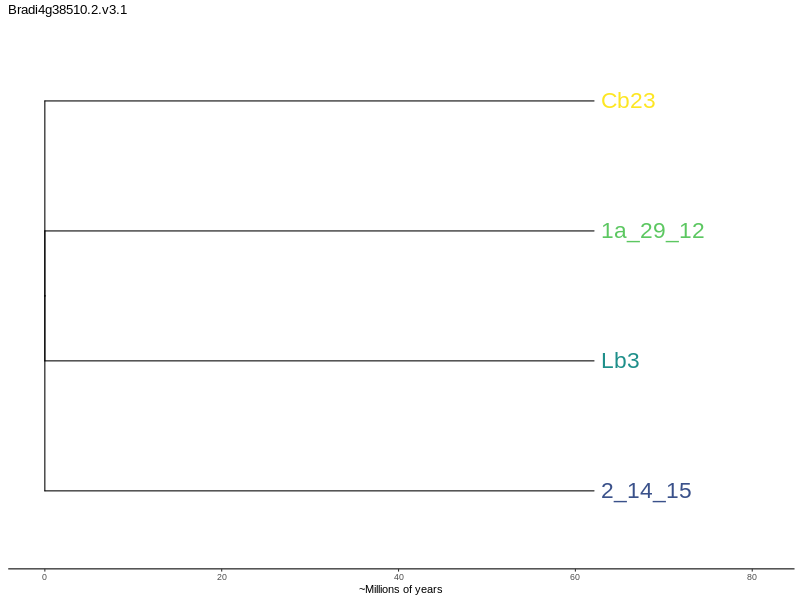 Bradi4g38510.2.v3.1
Cb23
1a_29_12
Lb3
2_14_15
0 20 40 60 80
~Millions of years